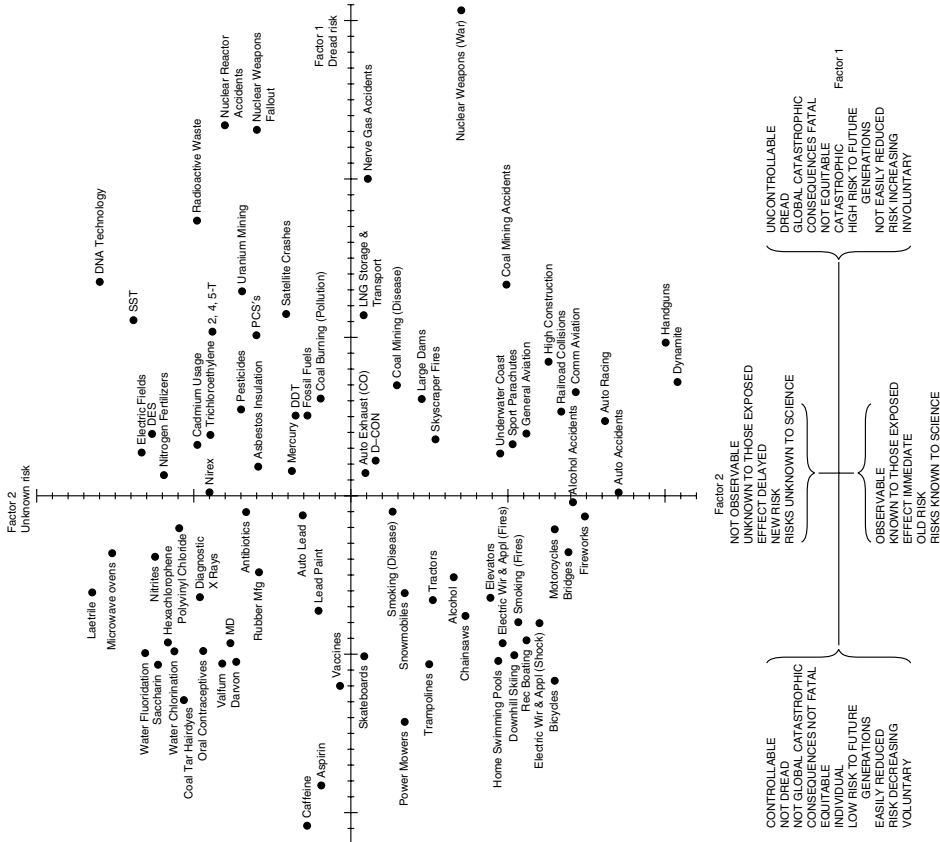 Factor 2
Unknown risk
Factor 1
Dread risk
Laetrile
Microwave ovens
Water Fluoridation
Saccharin
Nitrites
Water Chlorination
Hexachlorophene
Coal Tar Hairdyes
Polyvinyl Chloride
Oral Contraceptives
Diagnostic
X Rays
Valfum
MD
Darvon
Antibiotics
Rubber Mfg
Auto Lead
Lead Paint
Vaccines
Caffeine
Aspirin
DNA Technology
SST
Electric Fields
DES
Nitrogen Fertilizers
Cadmium Usage
Radioactive Waste
Nirex
Trichloroethylene
2, 4, 5-T
Nuclear Reactor
Accidents
Pesticides
Uranium Mining
Asbestos Insulation
PCS's
Nuclear Weapons
Fallout
Satellite Crashes
Mercury
DDT
Fossil Fuels
Coal Burning (Pollution)
Skateboards
Smoking (Disease)
Power Mowers
Snowmobiles
Trampolines
Tractors
Alcohol
Chainsaws
Elevators
Home Swimming Pools
Electric Wir & Appl (Fires)
Downhill Skiing
Smoking (Fires)
Rec Boating
Electric Wir & Appl (Shock)
Bicycles
Motorcycles
Bridges
Fireworks
Auto Exhaust (CO)
D–CON
LNG Storage &
Transport
Nerve Gas Accidents
Coal Mining (Disease)
Large Dams
Skyscraper Fires
Nuclear Weapons (War)
Underwater Coast
Coal Mining Accidents
Sport Parachutes
General Aviation
High Construction
Railroad Collisions
Alcohol Accidents
Comm Aviation
Auto Racing
Auto Accidents
Handguns
Dynamite
Factor 2
NOT OBSERVABLE
UNKNOWN TO THOSE EXPOSED
EFFECT DELAYED
NEW RISK
RISKS UNKNOWN TO SCIENCE
CONTROLLABLE
NOT DREAD
NOT GLOBAL CATASTROPHIC
CONSEQUENCES NOT FATAL
EQUITABLE
INDIVIDUAL
LOW RISK TO FUTURE
GENERATIONS
EASILY REDUCED
RISK DECREASING
VOLUNTARY
UNCONTROLLABLE
DREAD
GLOBAL CATASTROPHIC
CONSEQUENCES FATAL
NOT EQUITABLE
CATASTROPHIC
HIGH RISK TO FUTURE
GENERATIONS
NOT EASILY REDUCED
RISK INCREASING
INVOLUNTARY
Factor 1
OBSERVABLE
KNOWN TO THOSE EXPOSED
EFFECT IMMEDIATE
OLD RISK
RISKS KNOWN TO SCIENCE